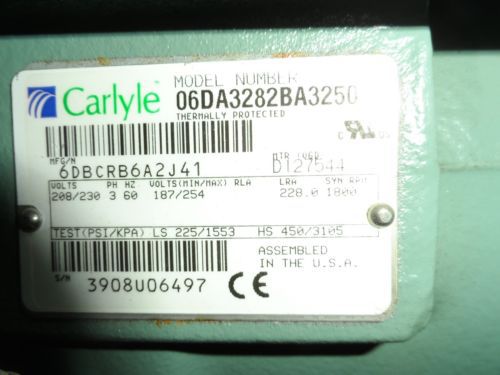 Carlyle
MODEL NUMBER
06DA3282BA3250
THERMALLY PROTECTED
MFG/N
6DBCRB6A2J41
MTR
D127544
VOLTS PH HZ VOLTS(MIN/MAX) RLA LRA SYN RPM
208/230 3 60 187/254 228.0 1800
TEST(PSI/KPA) LS 225/1553 HS 450/3105
ASSEMBLED
IN THE U.S.A.
S/N 3908U06497 CE